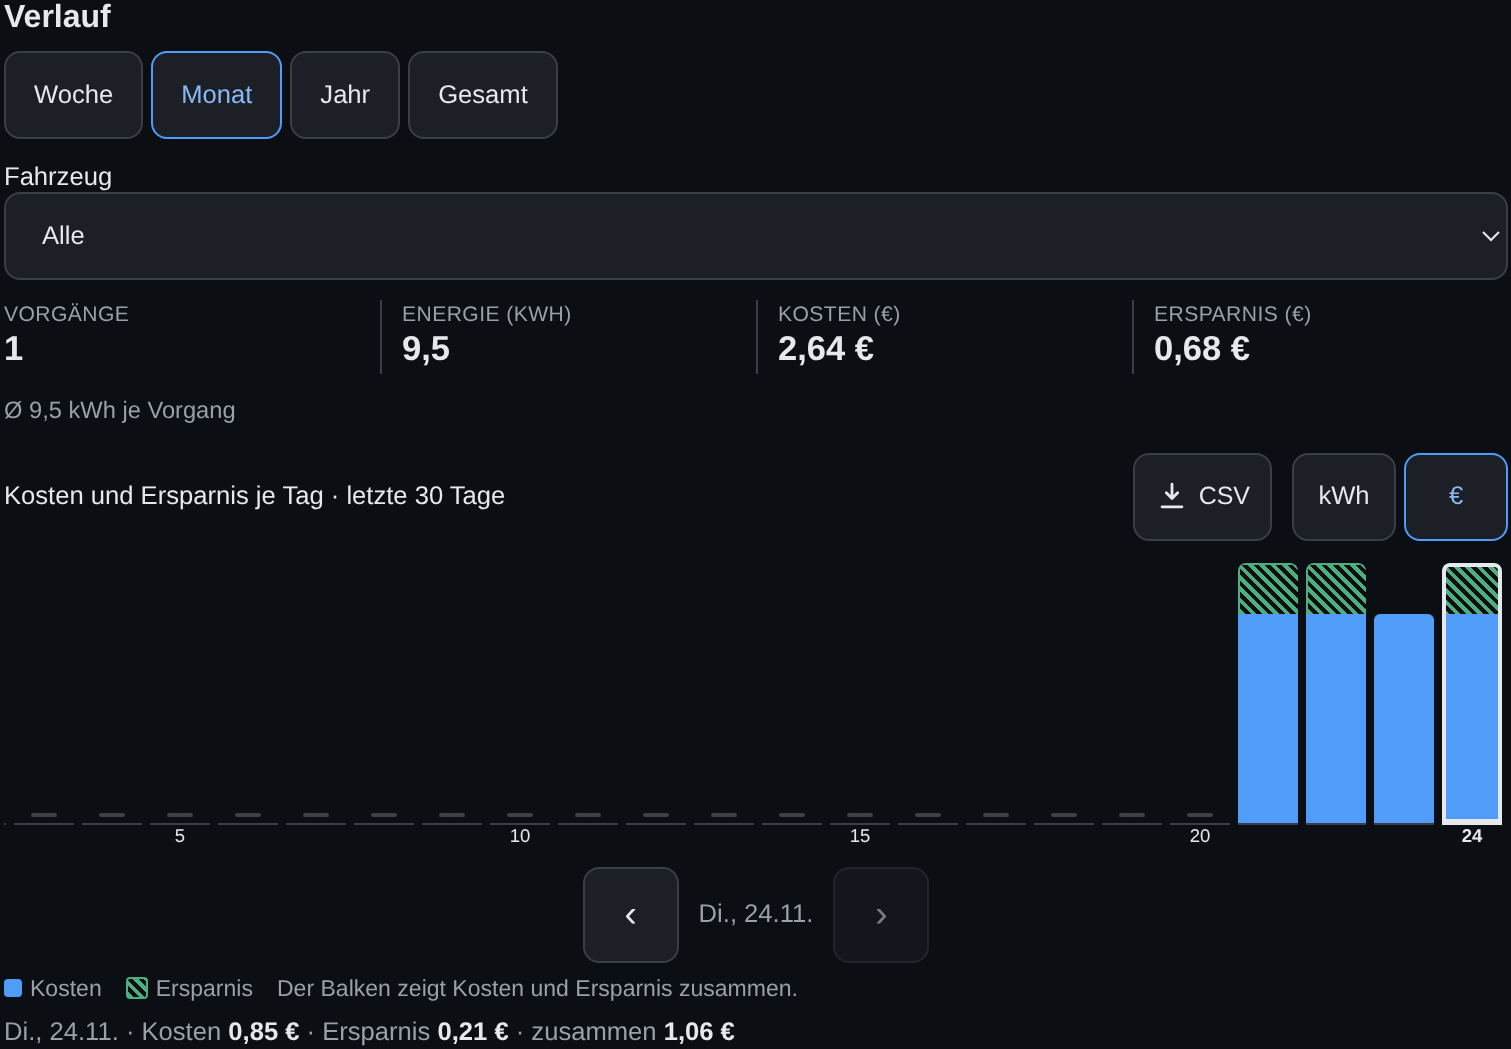 Verlauf
Woche Monat Jahr Gesamt
Fahrzeug
Alle
VORGÄNGE ENERGIE (KWH) KOSTEN (€) ERSPARNIS (€)
1 9,5 2,64 € 0,68 €
Ø 9,5 kWh je Vorgang
Kosten und Ersparnis je Tag · letzte 30 Tage CSV kWh €
5 10 15 20 24
‹ Di., 24.11. ›
Kosten Ersparnis Der Balken zeigt Kosten und Ersparnis zusammen.
Di., 24.11. · Kosten 0,85 € · Ersparnis 0,21 € · zusammen 1,06 €